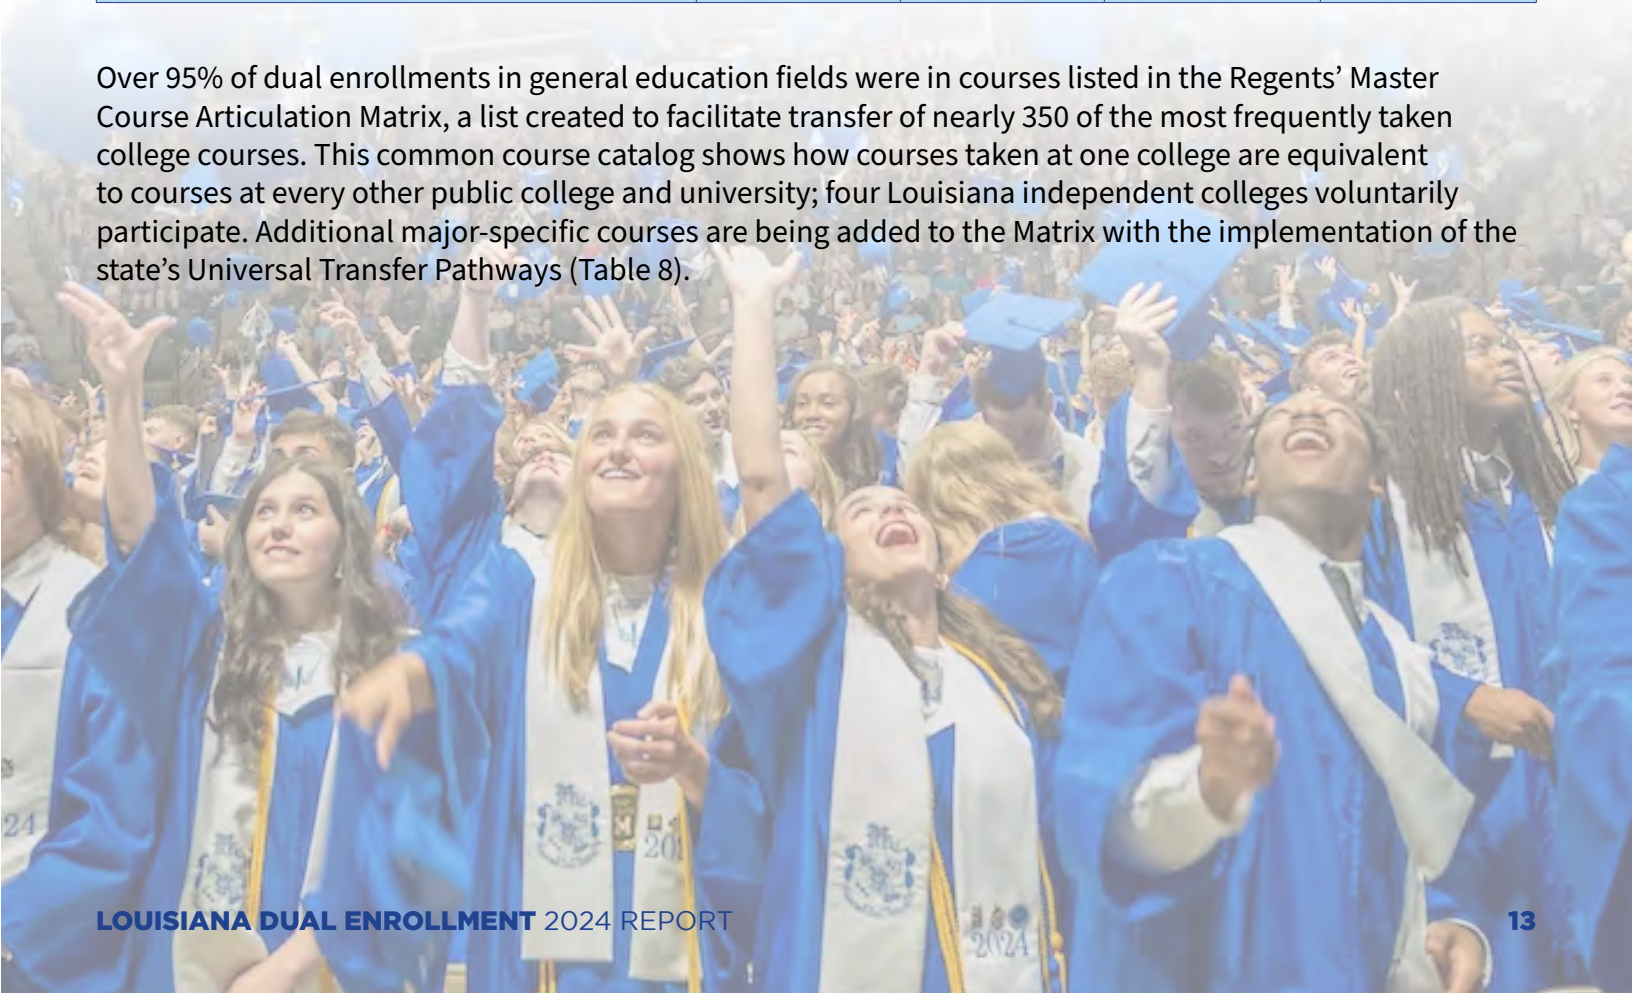 Over 95% of dual enrollments in general education fields were in courses listed in the Regents’ Master
Course Articulation Matrix, a list created to facilitate transfer of nearly 350 of the most frequently taken
college courses. This common course catalog shows how courses taken at one college are equivalent
to courses at every other public college and university; four Louisiana independent colleges voluntarily
participate. Additional major-specific courses are being added to the Matrix with the implementation of the
state’s Universal Transfer Pathways (Table 8).
24
202
2024
LOUISIANA DUAL ENROLLMENT 2024 REPORT 13